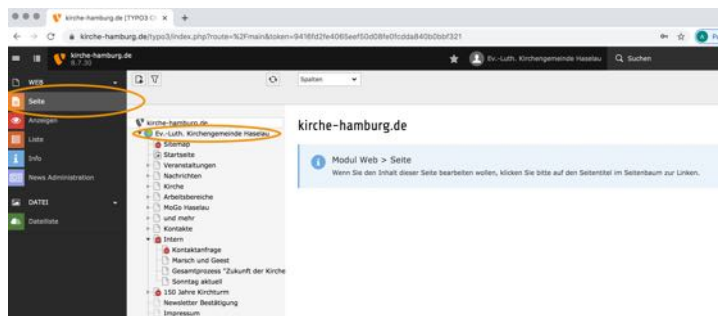 kirche-hamburg.de [TYPO3 C
kirche-hamburg.de/typo3/index.php?route=%2Fmain&token=9416fd2fe4065eef50d08fe0fcdda840b0bbf321
kirche-hamburg.de
8.7.30
Ev.-Luth. Kirchengemeinde Haselau
Suchen
WEB
Seite
Anzeigen
Liste
Info
News Administration
DATEI
Dateiliste
Spalten
kirche-hamburg.de
Ev.-Luth. Kirchengemeinde Haselau
Sitemap
Startseite
Veranstaltungen
Nachrichten
Kirche
Arbeitsbereiche
MoGo Haselau
und mehr
Kontakte
Intern
Kontaktanfrage
Marsch und Geest
Gesamtprozess "Zukunft der Kirche
Sonntag aktuell
150 Jahre Kirchturm
Newsletter Bestätigung
Impressum
kirche-hamburg.de
Modul Web > Seite
Wenn Sie den Inhalt dieser Seite bearbeiten wollen, klicken Sie bitte auf den Seitentitel im Seitenbaum zur Linken.